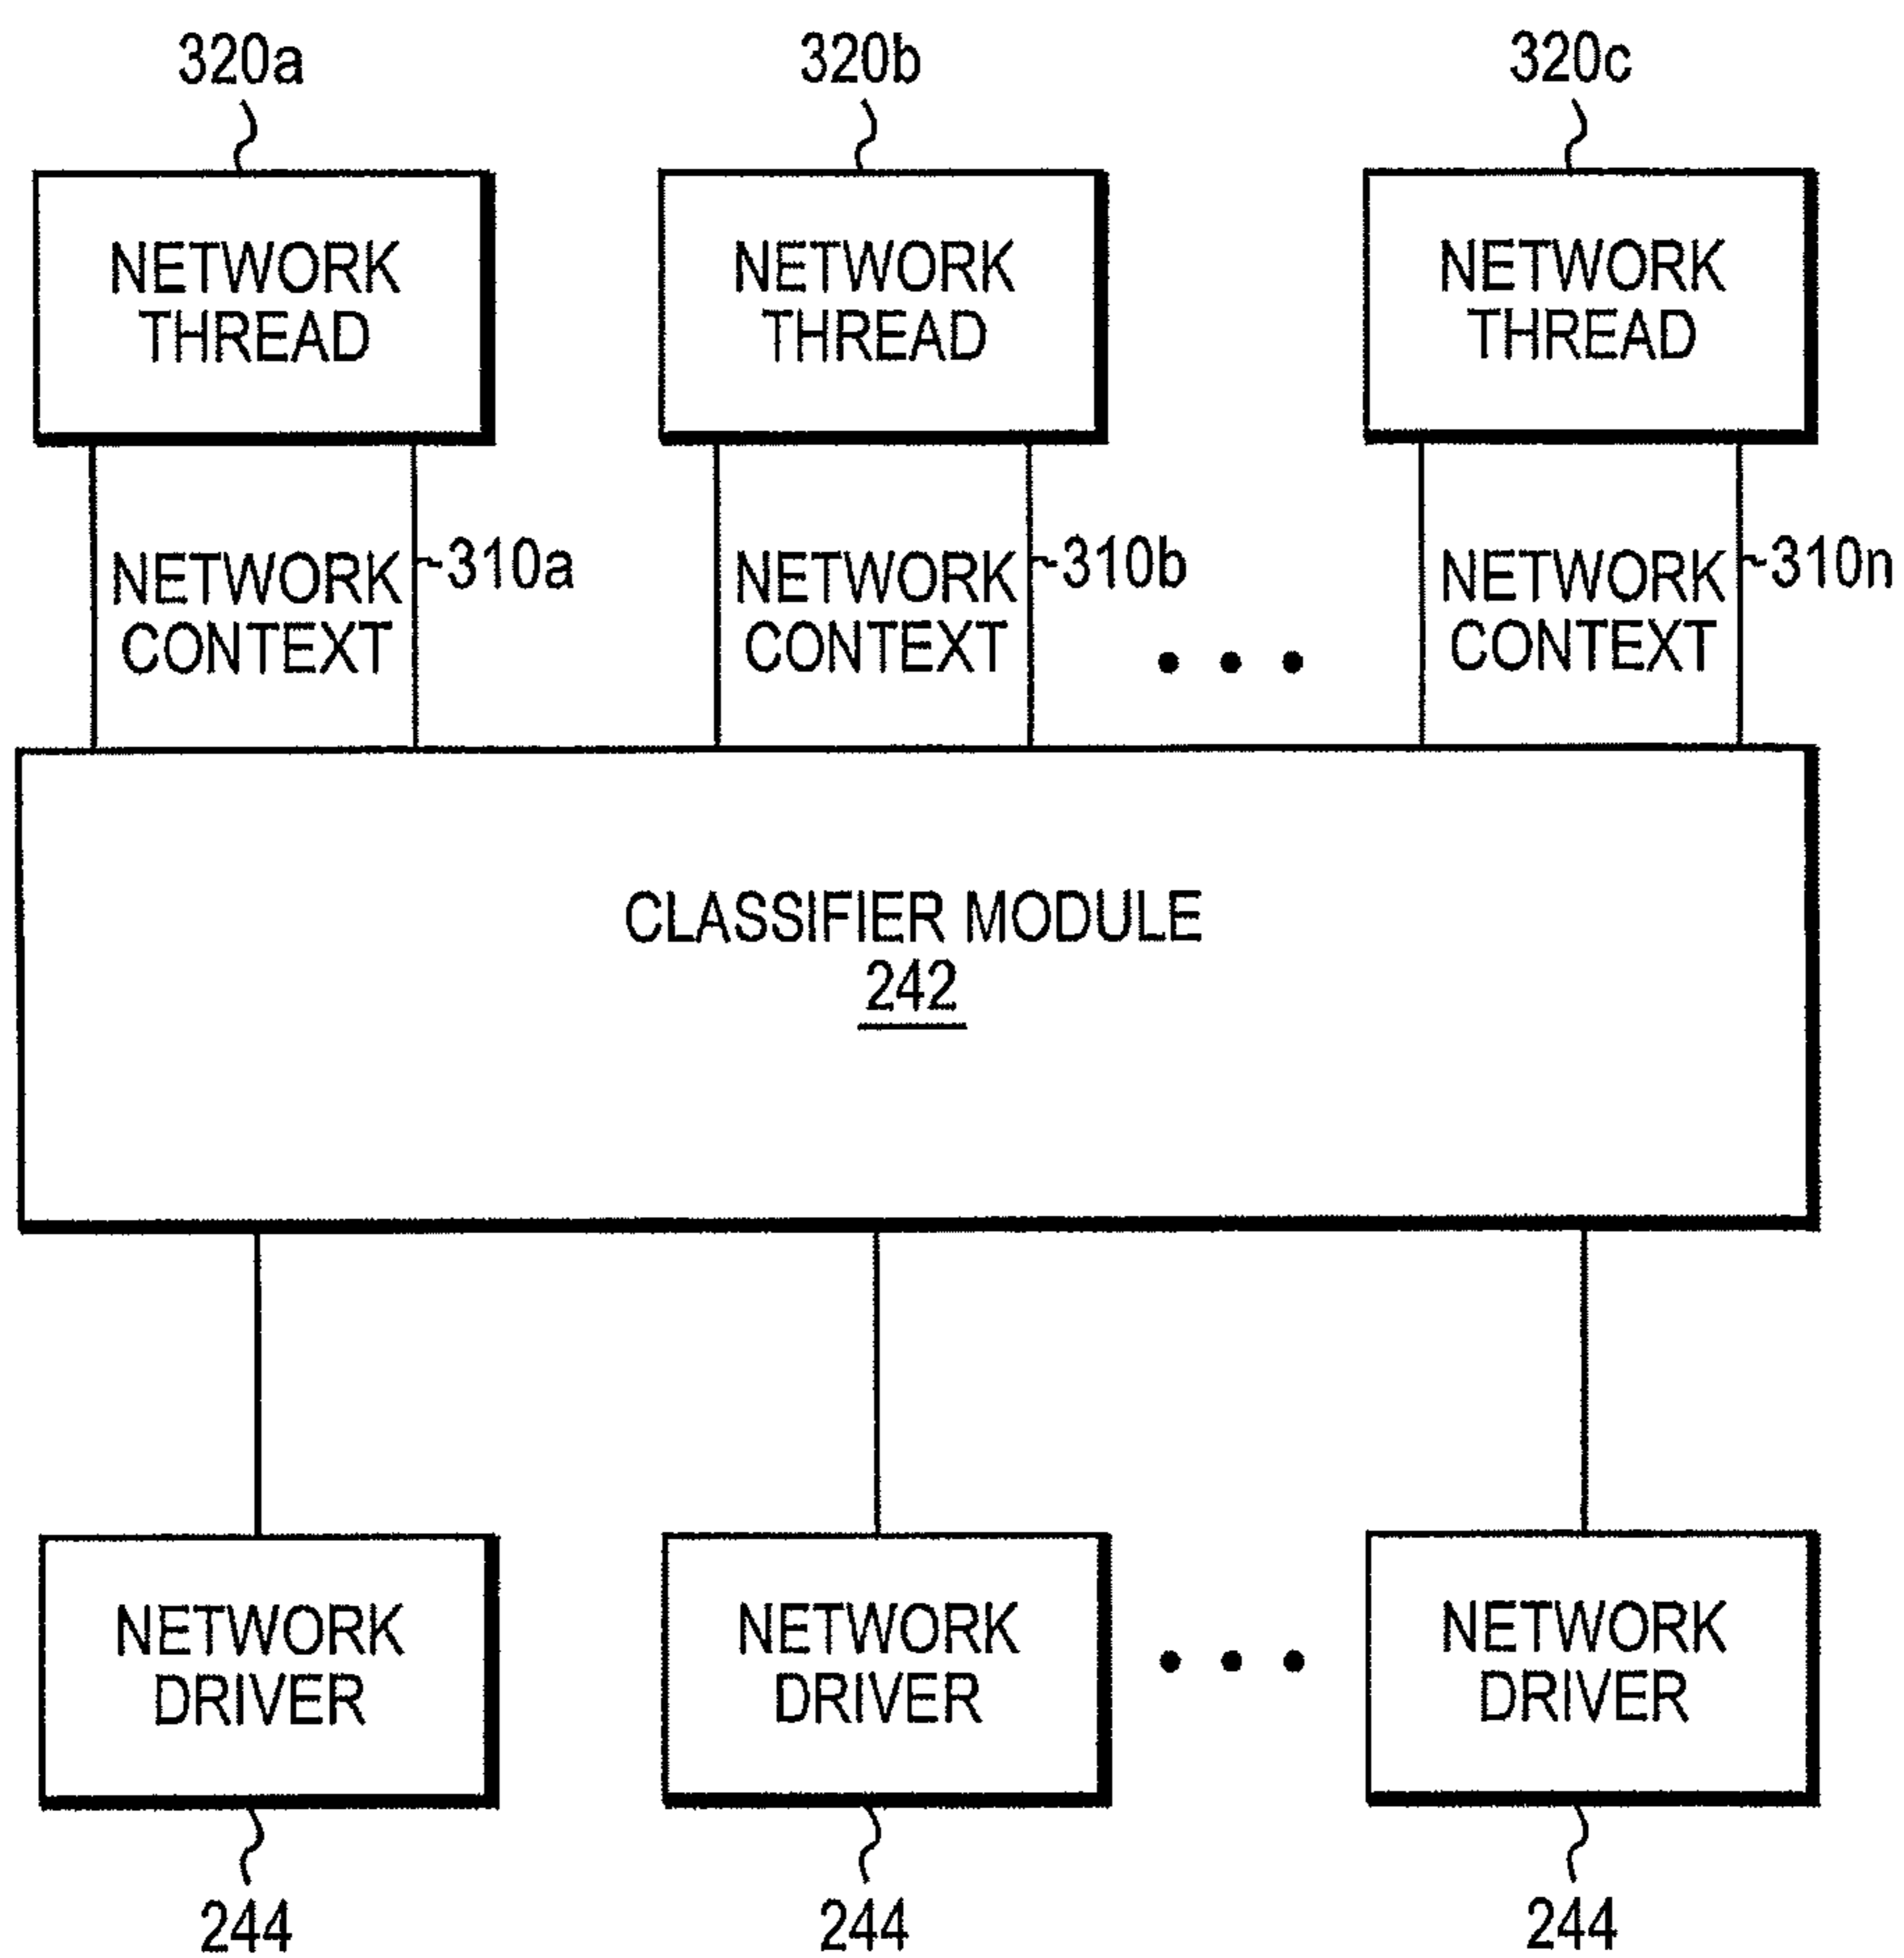 320a
320b
320c
NETWORK
THREAD
NETWORK
THREAD
NETWORK
THREAD
NETWORK
CONTEXT
310a
NETWORK
CONTEXT
310b
NETWORK
CONTEXT
310n
CLASSIFIER MODULE
242
NETWORK
DRIVER
NETWORK
DRIVER
NETWORK
DRIVER
244
244
244